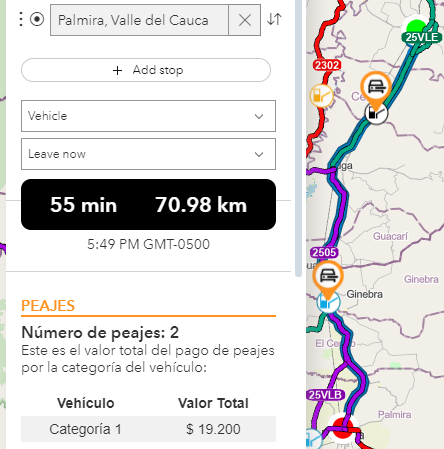 Palmira, Valle del Cauca
+ Add stop
Vehicle
Leave now
55 min 70.98 km
5:49 PM GMT-0500
PEAJES
Número de peajes: 2
Este es el valor total del pago de peajes
por la categoría del vehículo:
Vehículo Valor Total
Categoría 1 $ 19.200
25VLE
2302
Guacarí
2505
Ginebra
Ginebra
El Ce
25VLB
Palmira